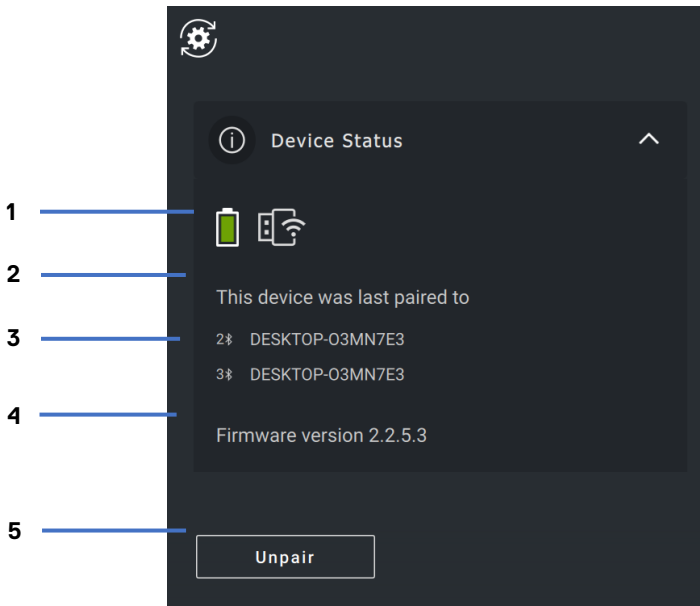 Device Status
1
2
This device was last paired to
3
2 DESKTOP-O3MN7E3
3 DESKTOP-O3MN7E3
4
Firmware version 2.2.5.3
5
Unpair